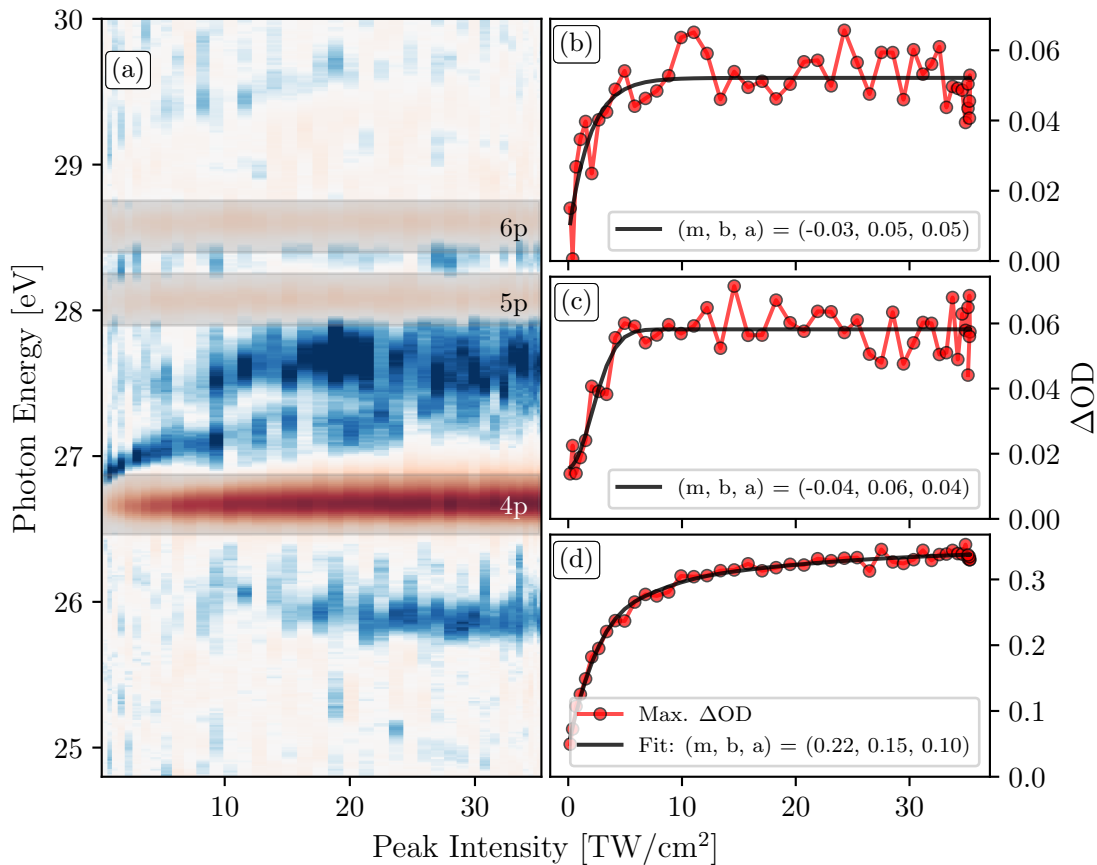 (a)
6p
5p
4p
30
29
28
27
26
25
Photon Energy [eV]
10
20
30
(b)
(m, b, a) = (-0.03, 0.05, 0.05)
0.06
0.04
0.02
0.00
(c)
(m, b, a) = (-0.04, 0.06, 0.04)
0.06
0.04
0.02
0.00
ΔOD
(d)
Max. ΔOD
Fit: (m, b, a) = (0.22, 0.15, 0.10)
0.3
0.2
0.1
0.0
0
10
20
30
Peak Intensity [TW/cm²]